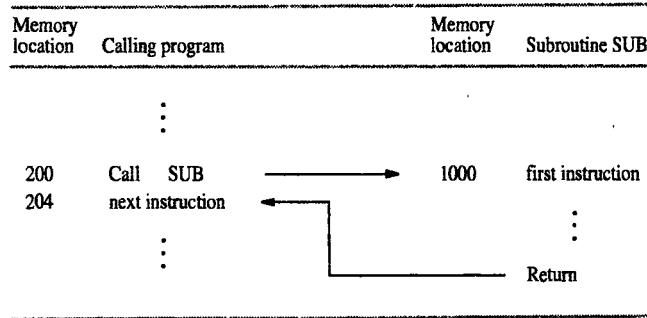 Memory location Calling program Memory location Subroutine SUB
200 Call SUB 1000 first instruction
204 next instruction
Return